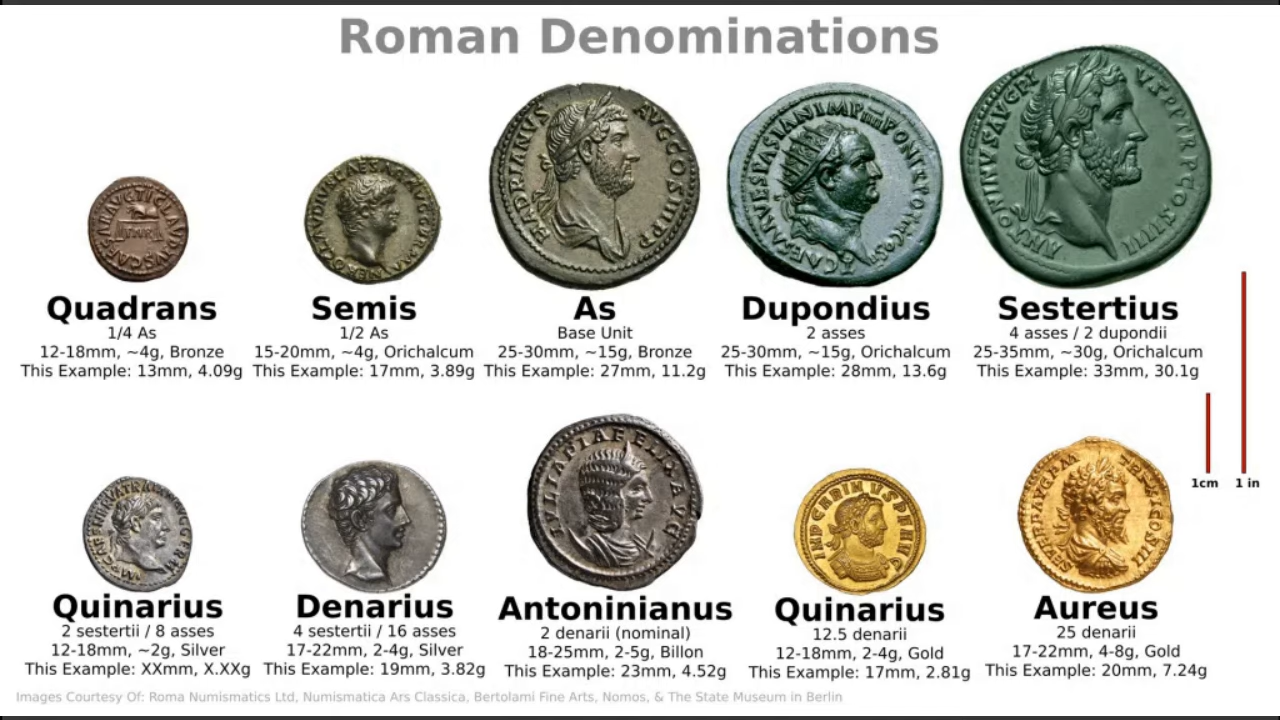 Roman Denominations
Quadrans
1/4 As
12-18mm, ~4g, Bronze
This Example: 13mm, 4.09g
Semis
1/2 As
15-20mm, ~4g, Orichalcum
This Example: 17mm, 3.89g
HADRIANVS AVGCOSIIIPP
As
Base Unit
25-30mm, ~15g, Bronze
This Example: 27mm, 11.2g
Dupondius
2 asses
25-30mm, ~15g, Orichalcum
This Example: 28mm, 13.6g
ANTONINVSAVGPI VSPPTRPCOSIIII
Sestertius
4 asses / 2 dupondii
25-35mm, ~30g, Orichalcum
This Example: 33mm, 30.1g
1cm
1 in
Quinarius
2 sestertii / 8 asses
12-18mm, ~2g, Silver
This Example: XXmm, X.XXg
Denarius
4 sestertii / 16 asses
17-22mm, 2-4g, Silver
This Example: 19mm, 3.82g
IVLIAPIAFELIXAVG
Antoninianus
2 denarii (nominal)
18-25mm, 2-5g, Billon
This Example: 23mm, 4.52g
IMPCARINVSPFAVG
Quinarius
12.5 denarii
12-18mm, 2-4g, Gold
This Example: 17mm, 2.81g
Aureus
25 denarii
17-22mm, 4-8g, Gold
This Example: 20mm, 7.24g
Images Courtesy Of: Roma Numismatics Ltd, Numismatica Ars Classica, Bertolami Fine Arts, Nomos, & The State Museum in Berlin